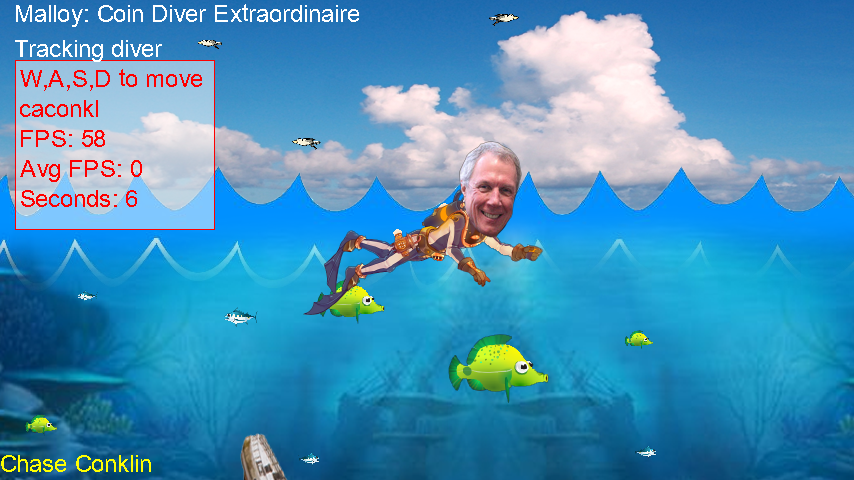 Malloy: Coin Diver Extraordinaire
Tracking diver
W,A,S,D to move
caconkl
FPS: 58
Avg FPS: 0
Seconds: 6
Chase Conklin